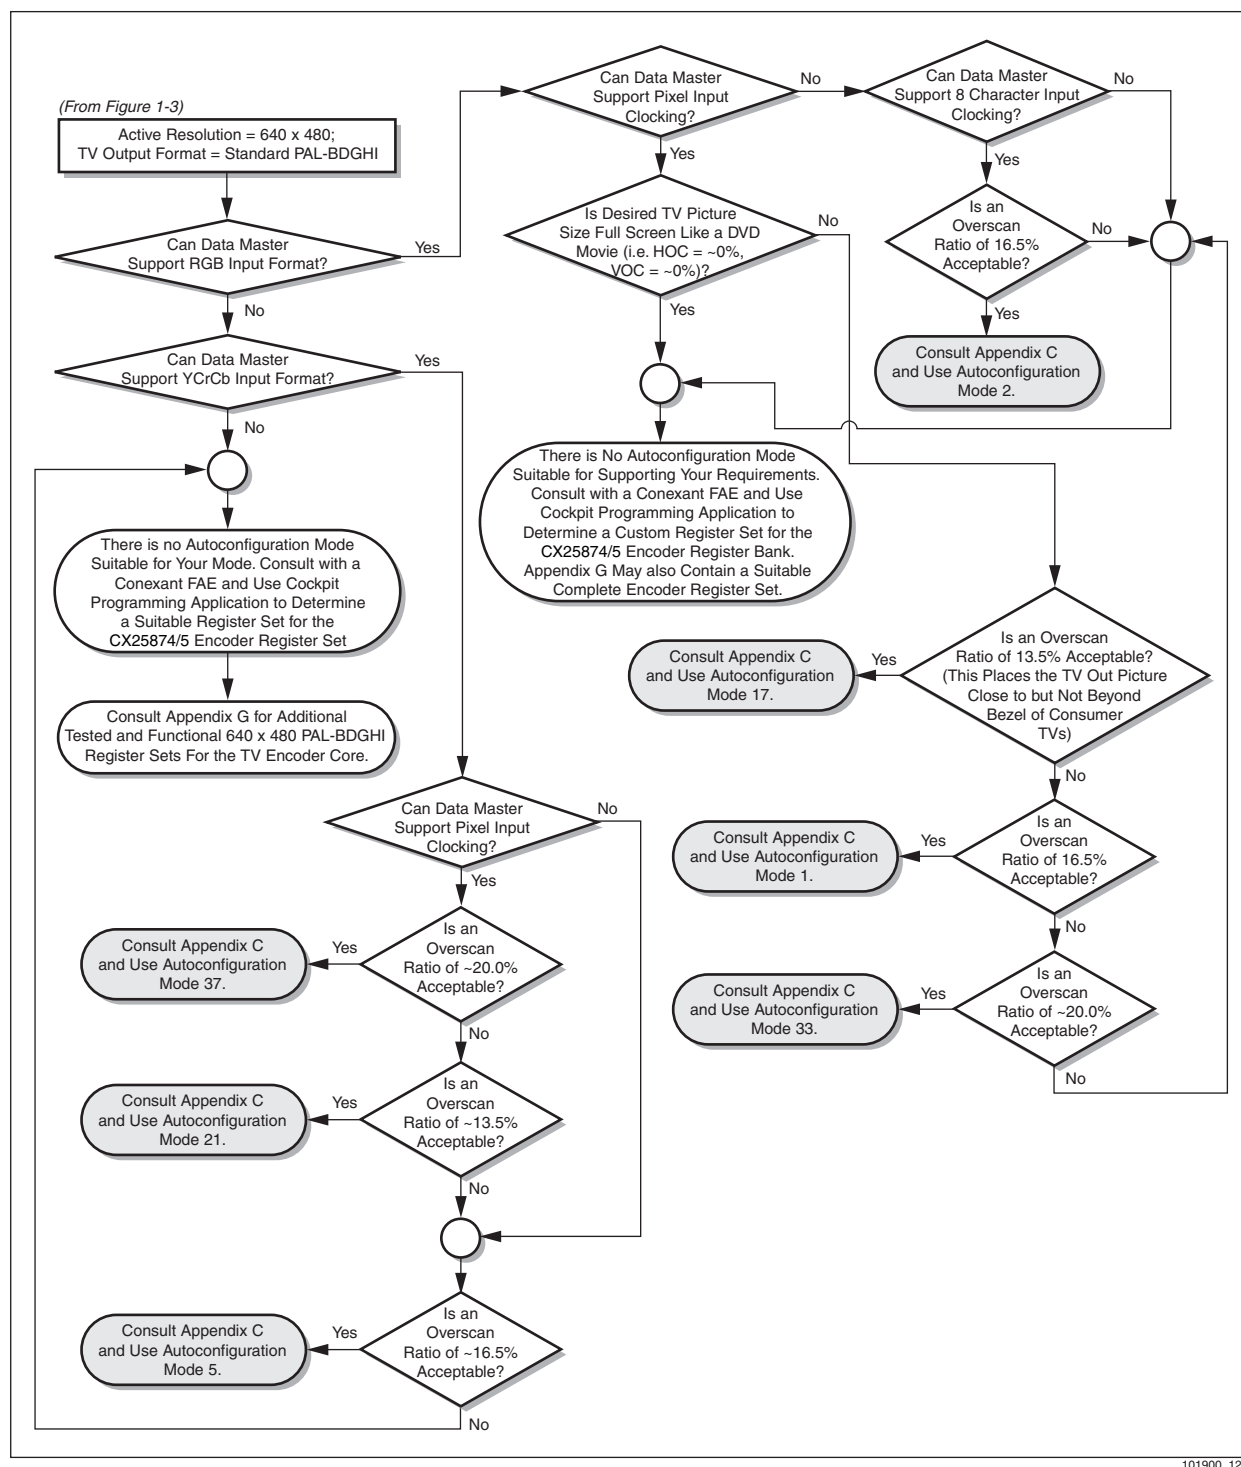 (From Figure 1-3)
Active Resolution = 640 x 480;
TV Output Format = Standard PAL-BDGHI
Can Data Master
Support RGB Input Format?
Yes
No
Can Data Master
Support YCrCb Input Format?
Yes
No
There is no Autoconfiguration Mode
Suitable for Your Mode. Consult with a
Conexant FAE and Use Cockpit
Programming Application to Determine
a Suitable Register Set for the
CX25874/5 Encoder Register Set
Consult Appendix G for Additional
Tested and Functional 640 x 480 PAL-BDGHI
Register Sets For the TV Encoder Core.
Can Data Master
Support Pixel Input
Clocking?
No
Yes
Can Data Master
Support 8 Character Input
Clocking?
No
Yes
Is Desired TV Picture
Size Full Screen Like a DVD
Movie (i.e. HOC = ~0%,
VOC = ~0%)?
No
Yes
Is an
Overscan
Ratio of 16.5%
Acceptable?
No
Yes
Consult Appendix C
and Use Autoconfiguration
Mode 2.
There is No Autoconfiguration Mode
Suitable for Supporting Your Requirements.
Consult with a Conexant FAE and Use
Cockpit Programming Application to
Determine a Custom Register Set for the
CX25874/5 Encoder Register Bank.
Appendix G May also Contain a Suitable
Complete Encoder Register Set.
Is an Overscan
Ratio of 13.5% Acceptable?
(This Places the TV Out Picture
Close to but Not Beyond
Bezel of Consumer
TVs)
Yes
No
Consult Appendix C
and Use Autoconfiguration
Mode 17.
Is an
Overscan
Ratio of 16.5%
Acceptable?
Yes
No
Consult Appendix C
and Use Autoconfiguration
Mode 1.
Is an
Overscan
Ratio of ~20.0%
Acceptable?
Yes
No
Consult Appendix C
and Use Autoconfiguration
Mode 33.
Can Data Master
Support Pixel Input
Clocking?
No
Yes
Is an
Overscan
Ratio of ~20.0%
Acceptable?
Yes
No
Consult Appendix C
and Use Autoconfiguration
Mode 37.
Is an
Overscan
Ratio of ~13.5%
Acceptable?
Yes
No
Consult Appendix C
and Use Autoconfiguration
Mode 21.
Is an
Overscan
Ratio of ~16.5%
Acceptable?
Yes
No
Consult Appendix C
and Use Autoconfiguration
Mode 5.